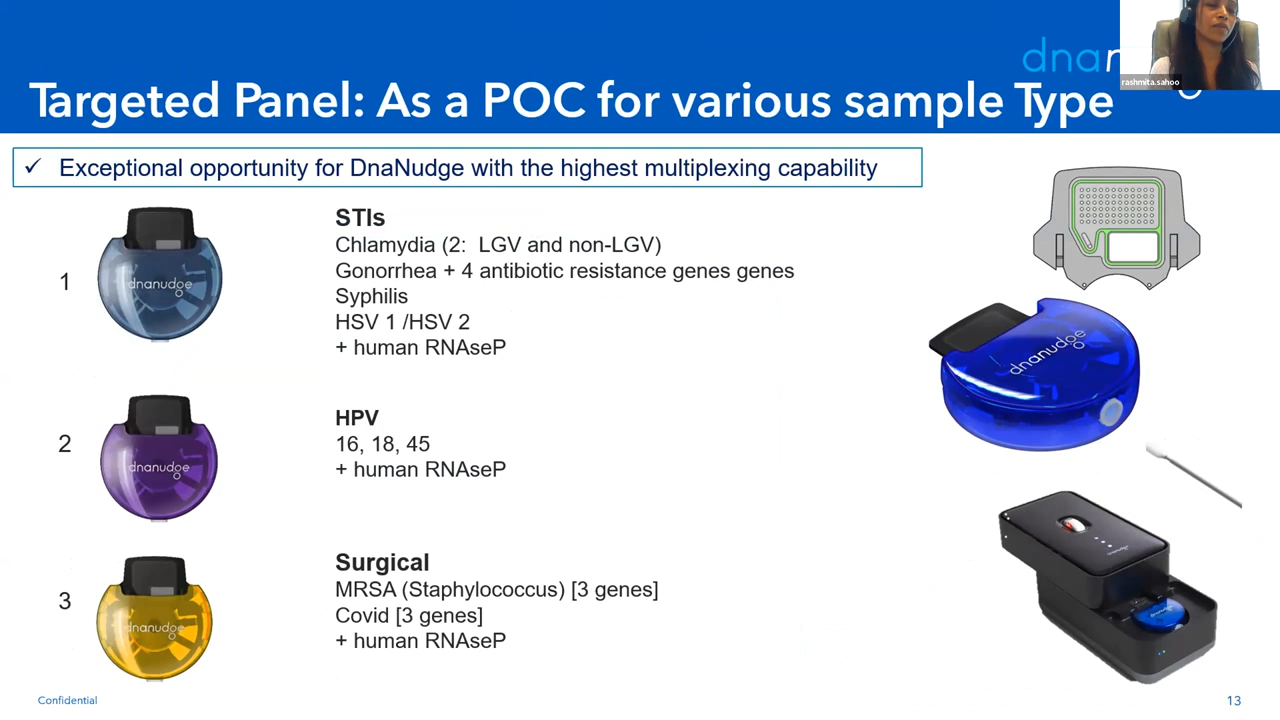 dna
rashmita.sahoo
Targeted Panel: As a POC for various sample Type
✓ Exceptional opportunity for DnaNudge with the highest multiplexing capability
1
dnanudge
STIs
Chlamydia (2: LGV and non-LGV)
Gonorrhea + 4 antibiotic resistance genes genes
Syphilis
HSV 1 /HSV 2
+ human RNAseP
dnanudge
2
dnanudge
HPV
16, 18, 45
+ human RNAseP
3
dnanudge
Surgical
MRSA (Staphylococcus) [3 genes]
Covid [3 genes]
+ human RNAseP
Confidential
13